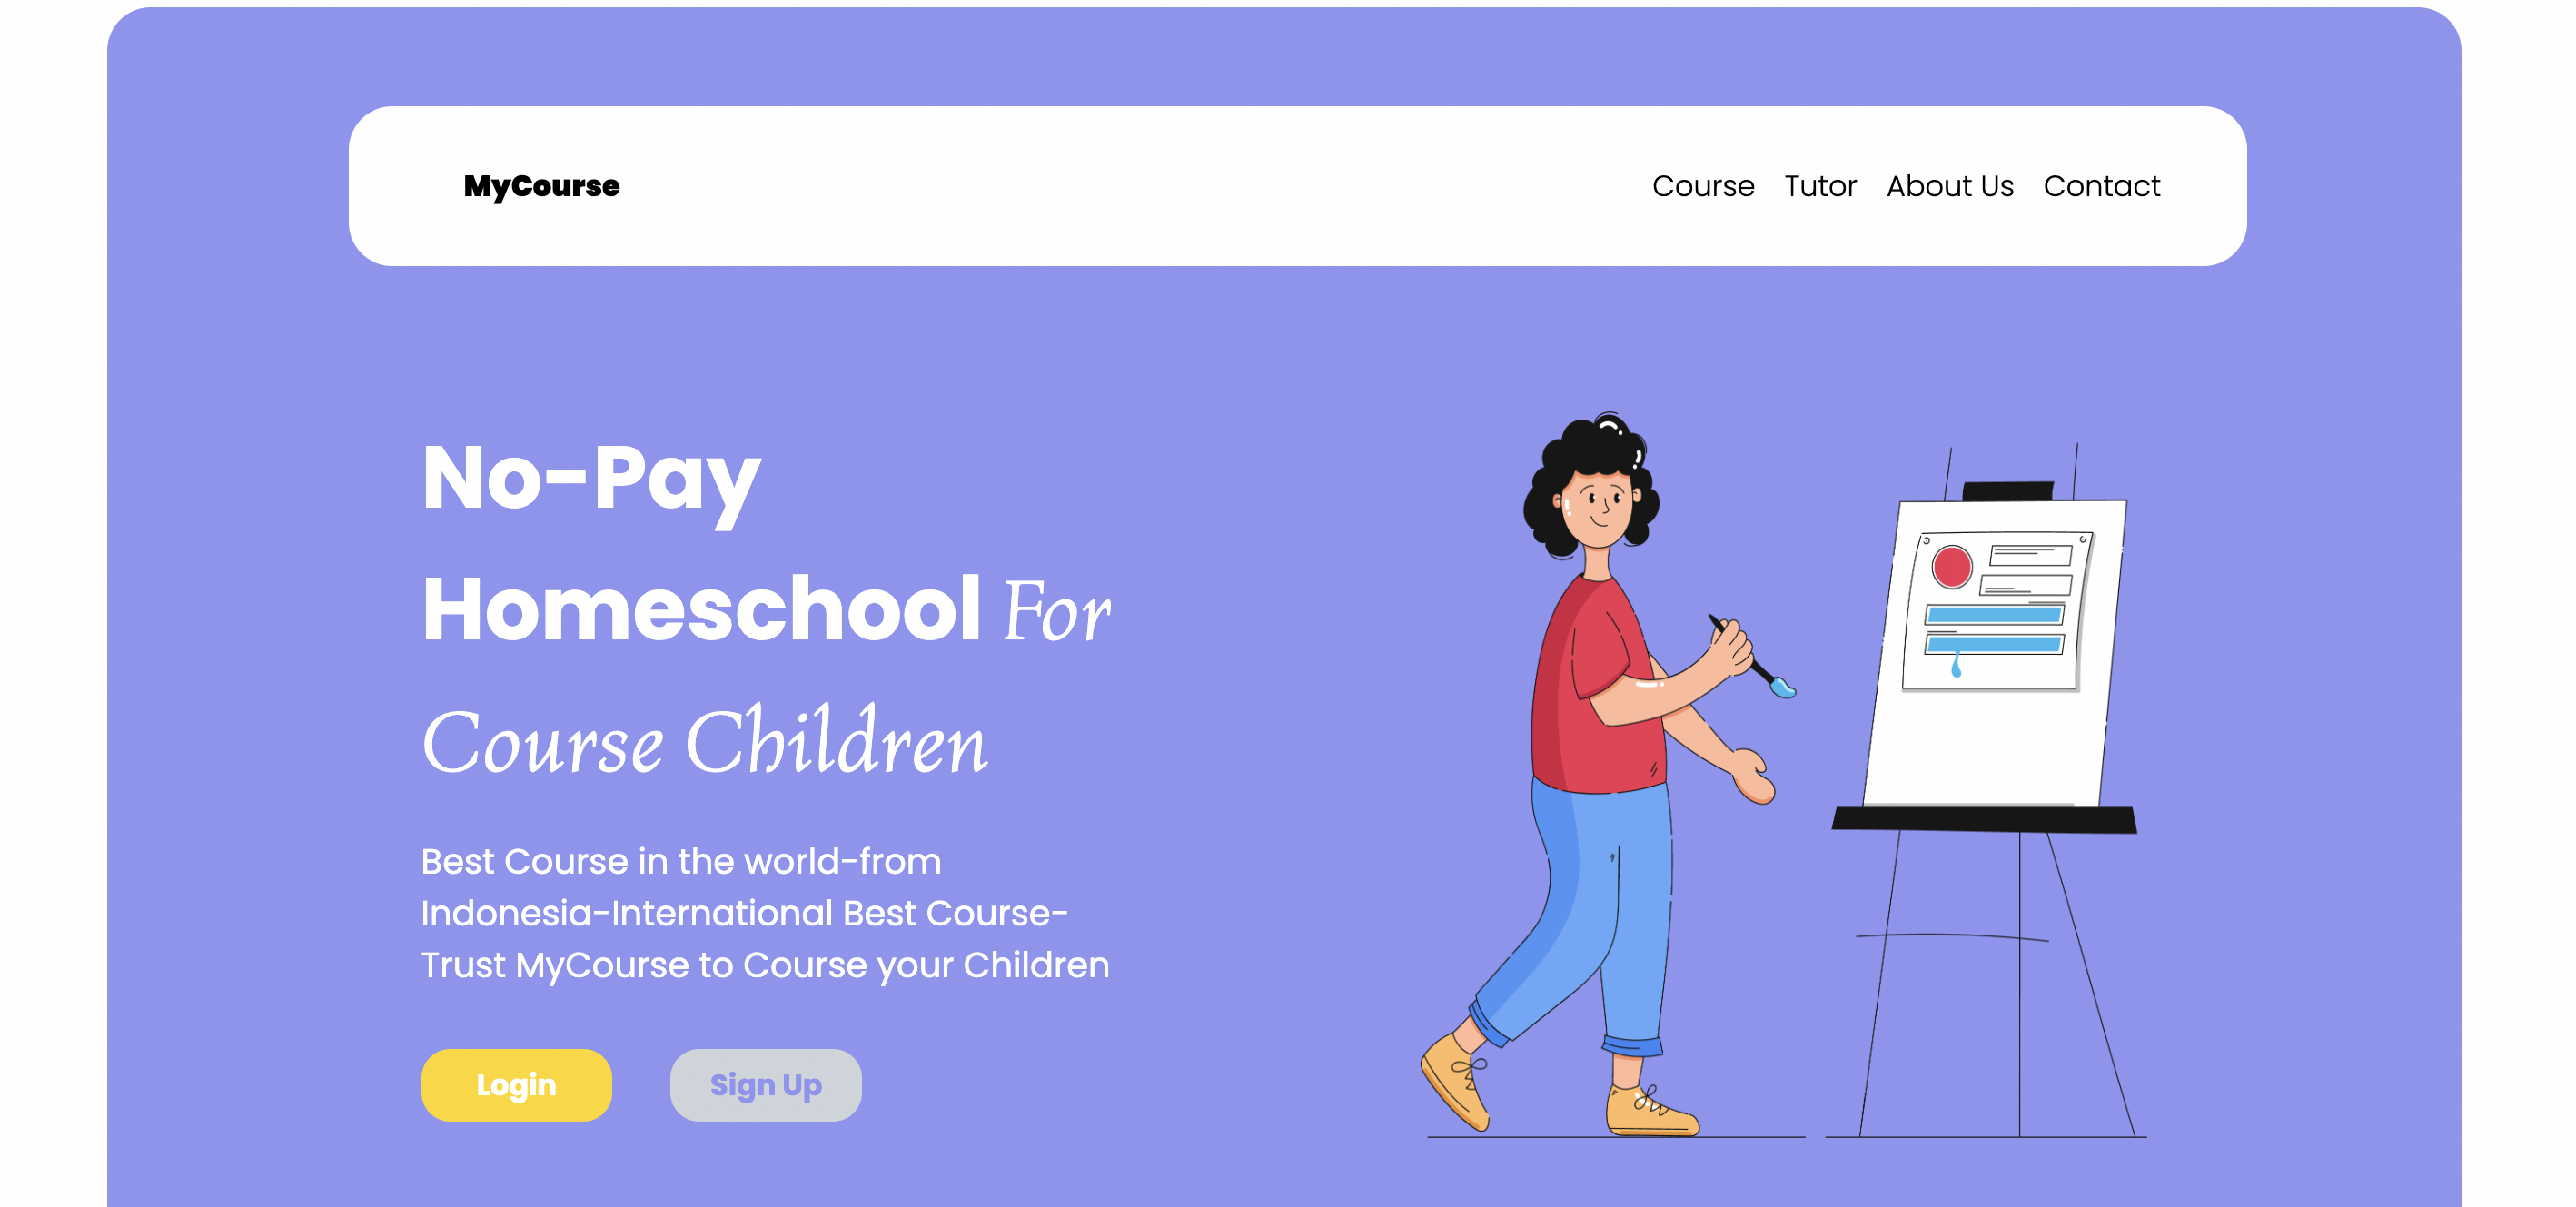 MyCourse
Course Tutor About Us Contact
No-Pay
Homeschool For
Course Children
Best Course in the world-from
Indonesia-International Best Course-
Trust MyCourse to Course your Children
Login
Sign Up